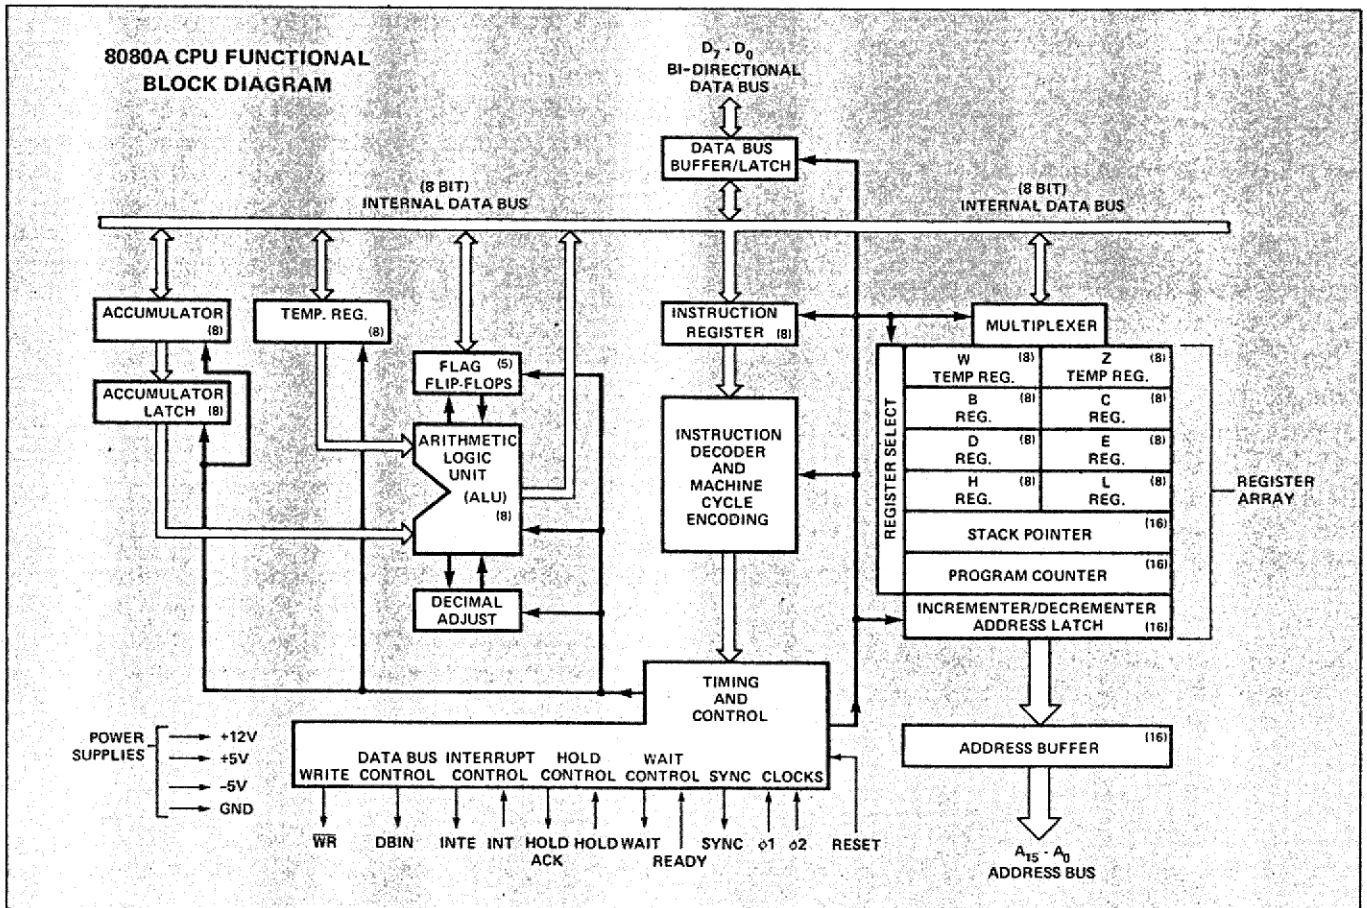 8080A CPU FUNCTIONAL
BLOCK DIAGRAM
D7 - D0
BI-DIRECTIONAL
DATA BUS
DATA BUS
BUFFER/LATCH
(8 BIT)
INTERNAL DATA BUS
(8 BIT)
INTERNAL DATA BUS
ACCUMULATOR
(8)
TEMP. REG.
(8)
INSTRUCTION
REGISTER (8)
MULTIPLEXER
FLAG (5)
FLIP-FLOPS
ACCUMULATOR
LATCH (8)
ARITHMETIC
LOGIC
UNIT
(ALU)
(8)
DECIMAL
ADJUST
INSTRUCTION
DECODER
AND
MACHINE
CYCLE
ENCODING
REGISTER SELECT
W (8)
TEMP REG.
Z (8)
TEMP REG.
B (8)
REG.
C (8)
REG.
D (8)
REG.
E (8)
REG.
H (8)
REG.
L (8)
REG.
STACK POINTER (16)
PROGRAM COUNTER (16)
INCREMENTER/DECREMENTER
ADDRESS LATCH (16)
REGISTER
ARRAY
TIMING
AND
CONTROL
ADDRESS BUFFER (16)
A15 - A0
ADDRESS BUS
POWER
SUPPLIES
+12V
+5V
-5V
GND
WRITE
DATA BUS
CONTROL
INTERRUPT
CONTROL
HOLD
CONTROL
WAIT
CONTROL
SYNC
CLOCKS
W̅R̅
DBIN
INTE
INT
HOLD
ACK
HOLD
WAIT
READY
SYNC
ϕ1
ϕ2
RESET